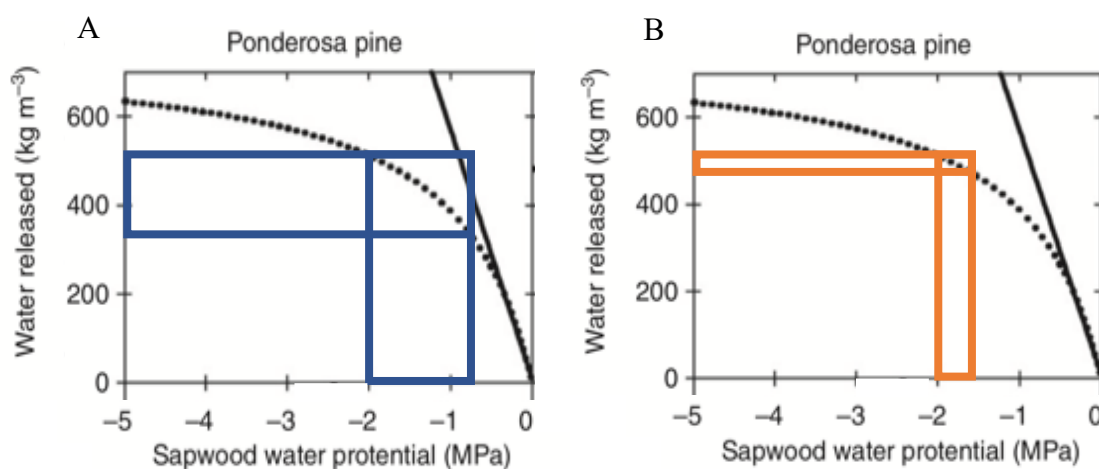 A
Ponderosa pine
Water released (kg m⁻³)
600
400
200
0
−5 −4 −3 −2 −1 0
Sapwood water protential (MPa)
B
Ponderosa pine
Water released (kg m⁻³)
600
400
200
0
−5 −4 −3 −2 −1 0
Sapwood water protential (MPa)